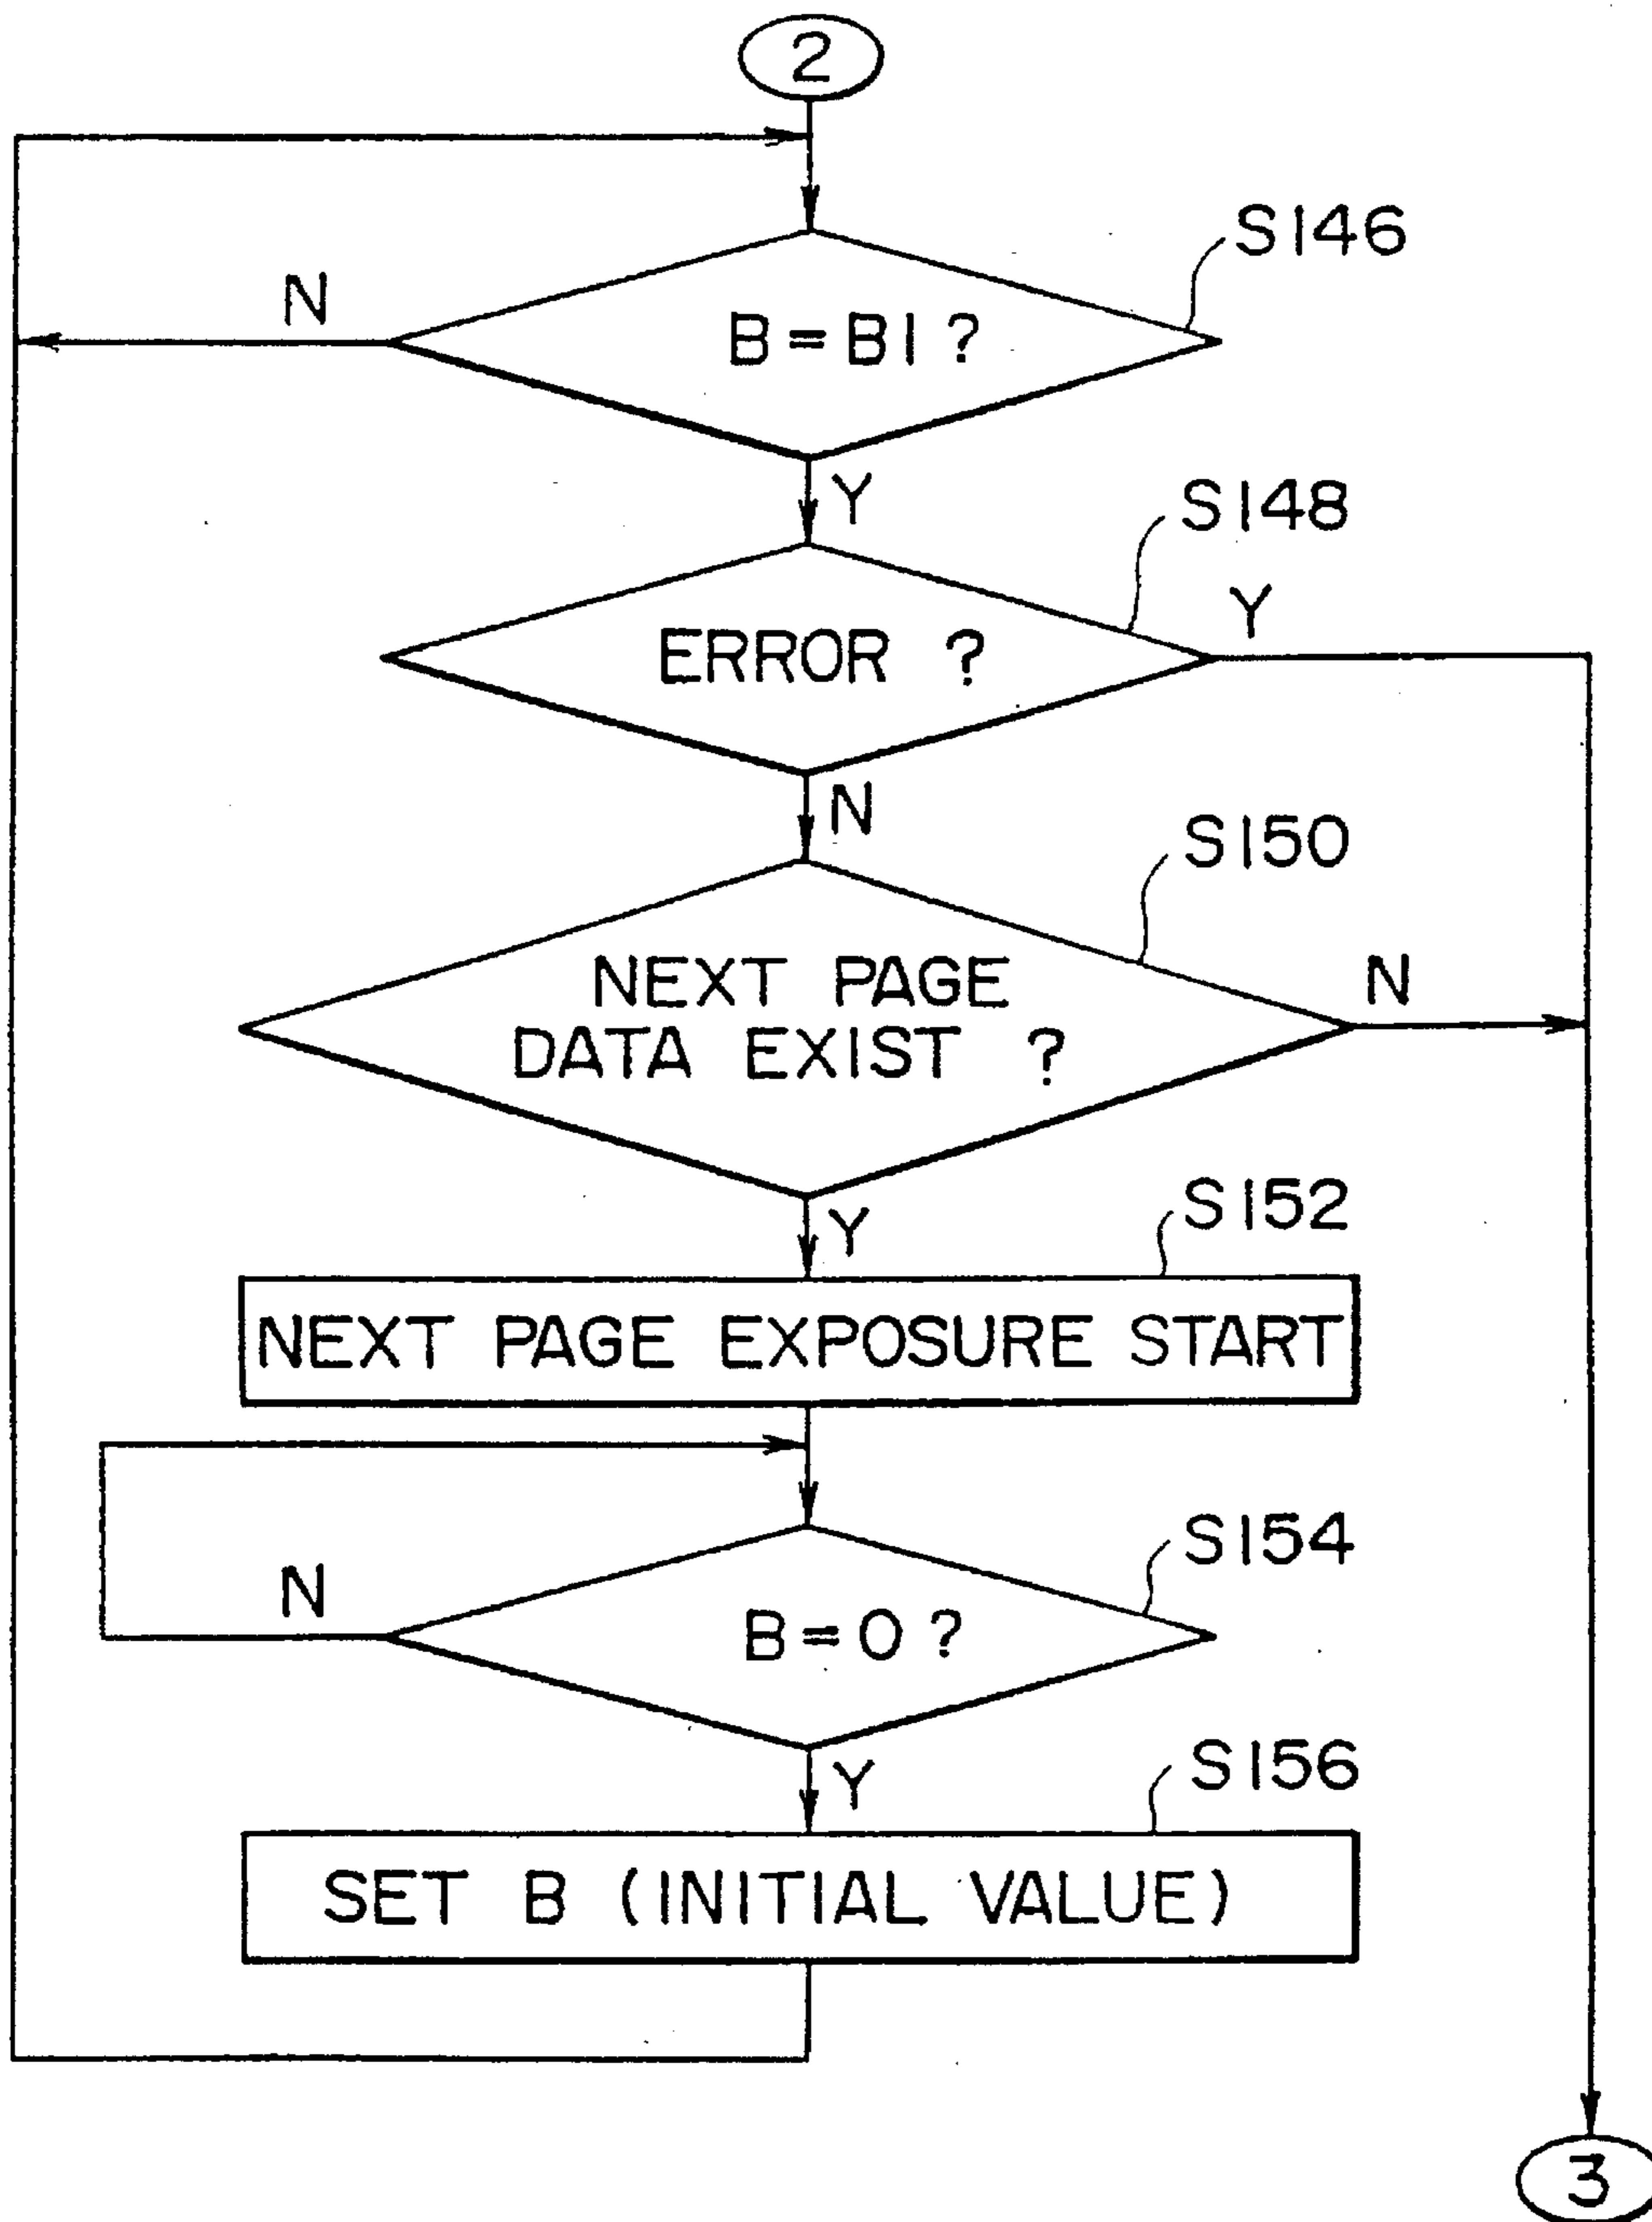 2
S146
N
B=B1?
Y
S148
Y
ERROR ?
N
S150
NEXT PAGE
N
DATA EXIST ?
S152
Y
NEXT PAGE EXPOSURE START
S154
N
B=0?
S156
Y
SET B (INITIAL VALUE)
3